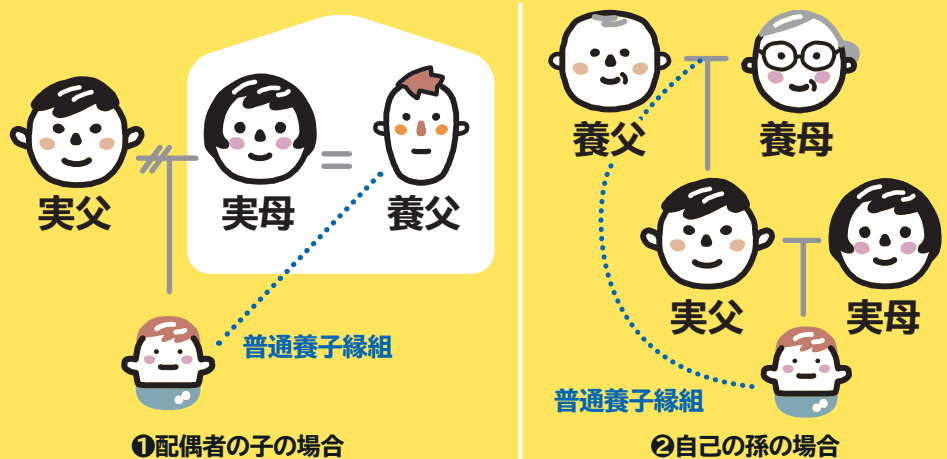 実父
実母
養父
普通養子縁組
❶配偶者の子の場合
養父
養母
実父
実母
普通養子縁組
❷自己の孫の場合